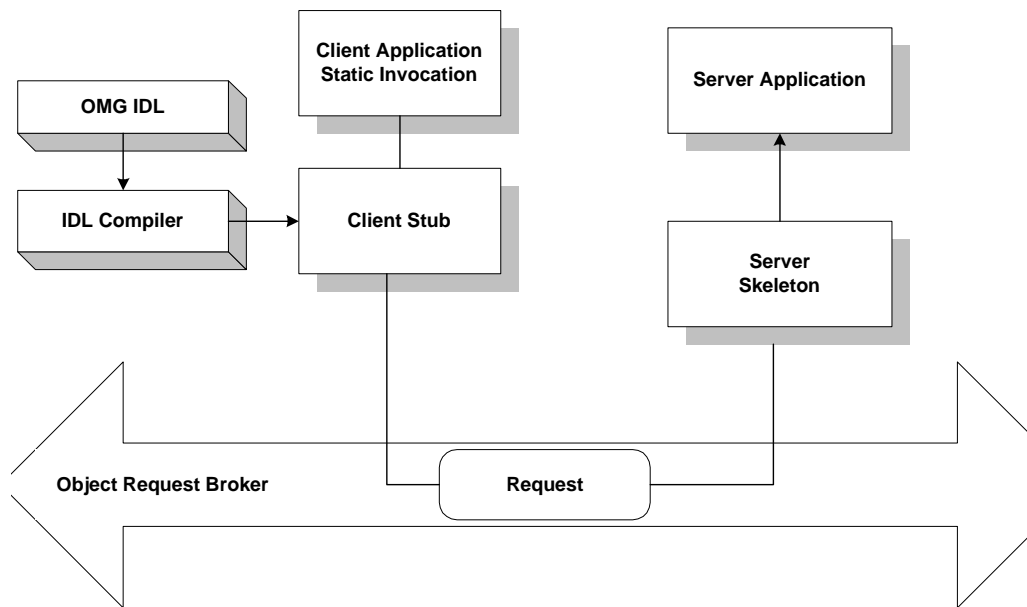 Client Application
Static Invocation
Server Application
OMG IDL
IDL Compiler
Client Stub
Server
Skeleton
Object Request Broker
Request